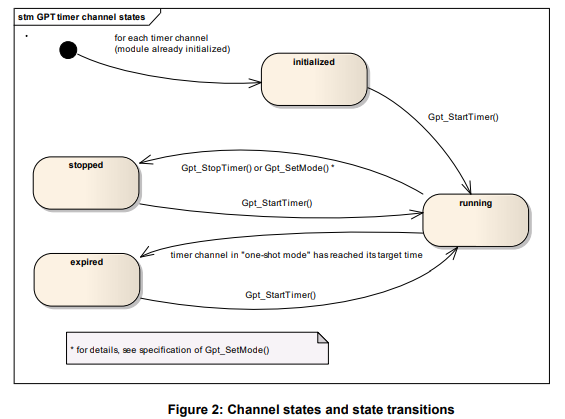 stm GPT timer channel states
for each timer channel
(module already initialized)
initialized
Gpt_StartTimer()
stopped
Gpt_StopTimer() or Gpt_SetMode() *
Gpt_StartTimer()
running
timer channel in "one-shot mode" has reached its target time
expired
Gpt_StartTimer()
* for details, see specification of Gpt_SetMode()
Figure 2: Channel states and state transitions